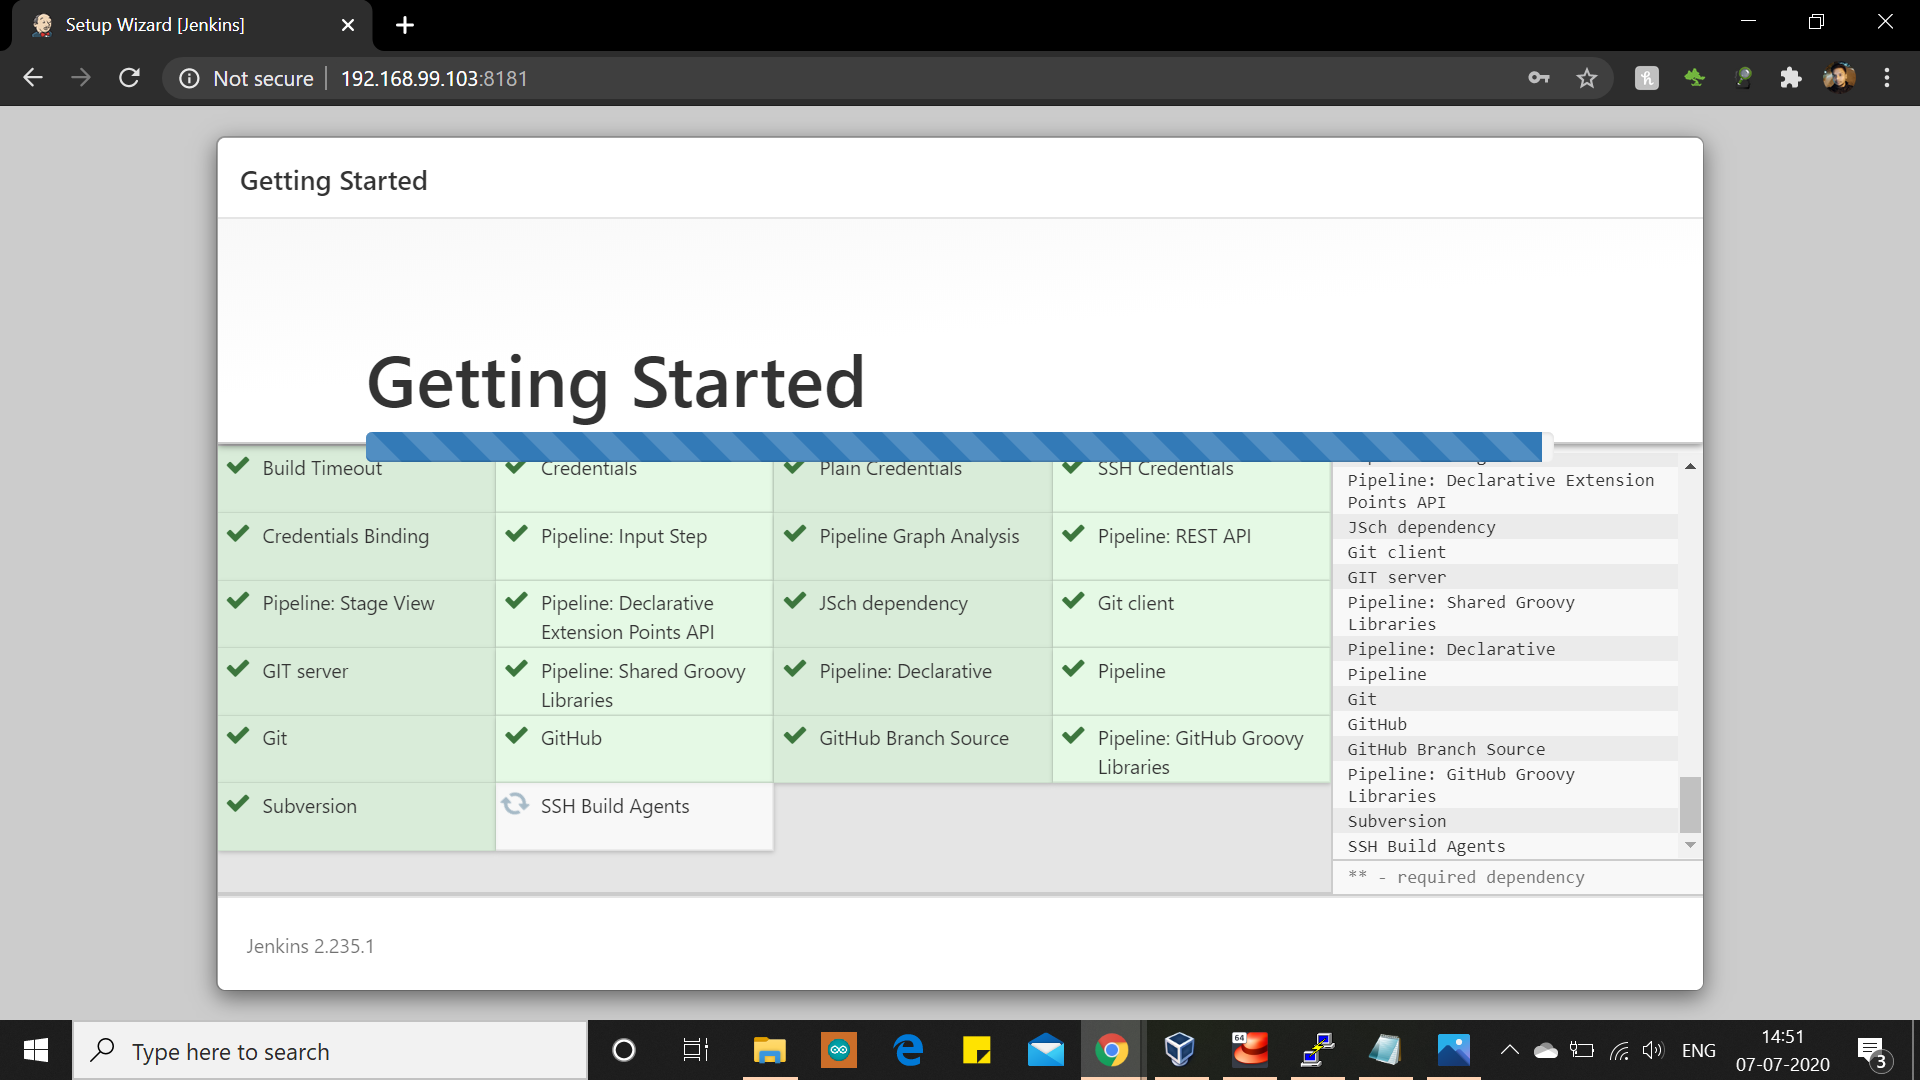 Setup Wizard [Jenkins]
Not secure
192.168.99.103:8181
Getting Started
Getting Started
Build Timeout
Credentials
Plain Credentials
SSH Credentials
Credentials Binding
Pipeline: Input Step
Pipeline Graph Analysis
Pipeline: REST API
Pipeline: Stage View
Pipeline: Declarative
Extension Points API
JSch dependency
Git client
GIT server
Pipeline: Shared Groovy
Libraries
Pipeline: Declarative
Pipeline
Git
GitHub
GitHub Branch Source
Pipeline: GitHub Groovy
Libraries
Subversion
SSH Build Agents
Pipeline: Declarative Extension
Points API
JSch dependency
Git client
GIT server
Pipeline: Shared Groovy
Libraries
Pipeline: Declarative
Pipeline
Git
GitHub
GitHub Branch Source
Pipeline: GitHub Groovy
Libraries
Subversion
SSH Build Agents
** - required dependency
Jenkins 2.235.1
Type here to search
64
ENG
14:51
07-07-2020
3